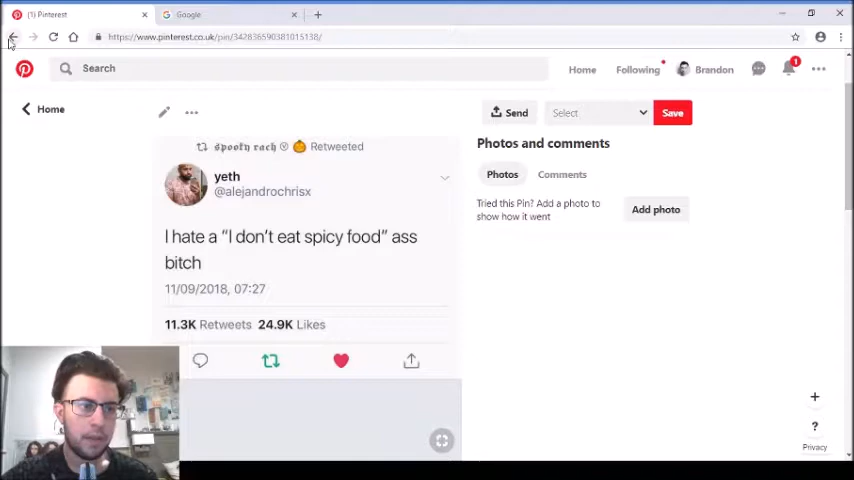 (1) Pinterest
Google
https://www.pinterest.co.uk/pin/342836590381015138/
Search
Home
Following
Brandon
1
Home
Send
Select
Save
Photos and comments
Photos
Comments
Tried this Pin? Add a photo to
show how it went
Add photo
𝖘𝖕𝖔𝖔𝖐𝖞 𝖗𝖆𝖈𝖍 🎃 Retweeted
yeth
@alejandrochrisx
I hate a “I don’t eat spicy food” ass
bitch
11/09/2018, 07:27
11.3K Retweets 24.9K Likes
+
?
Privacy